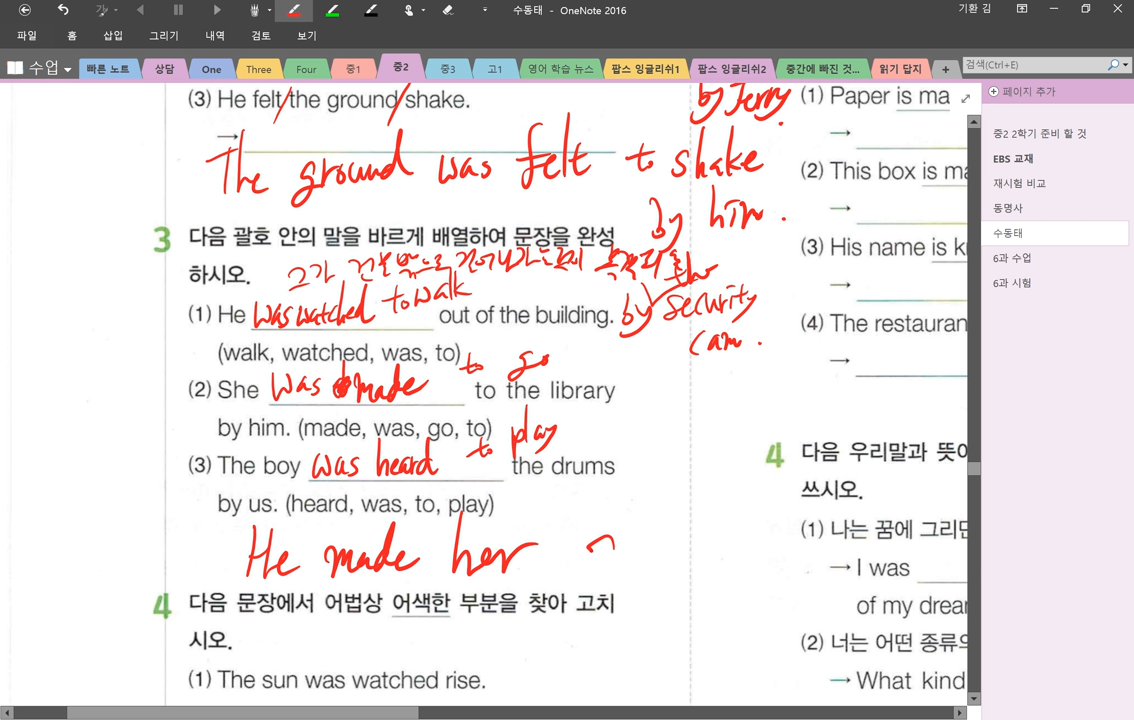 수동태 - OneNote 2016
기환 김
파일 홈 삽입 그리기 내역 검토 보기
수업 빠른 노트 상담 One Three Four 중1 중2 중3 고1 영어 학습 뉴스 팝스 잉글리쉬1 팝스 잉글리쉬2 중간에 빠진 것... 읽기 답지 +
검색(Ctrl+E)
페이지 추가
중2 2학기 준비 할 것
EBS 교재
재시험 비교
동명사
수동태
6과 수업
6과 시험
(3) He felt/the ground/shake.
by Jerry.
→
The ground was felt to shake
by him.
3 다음 괄호 안의 말을 바르게 배열하여 문장을 완성
하시오.
그가 건물 밖으로
(1) He was watched to walk out of the building. by the security
cam.
(walk, watched, was, to)
(2) She was made to go to the library
by him. (made, was, go, to)
(3) The boy was heard to play the drums
by us. (heard, was, to, play)
He made her
4 다음 문장에서 어법상 어색한 부분을 찾아 고치
시오.
(1) The sun was watched rise.
(1) Paper is ma
→
(2) This box is ma
→
(3) His name is k
→
(4) The restauran
→
4 다음 우리말과 뜻이
쓰시오.
(1) 나는 꿈에 그리던
→ I was
of my drea
(2) 너는 어떤 종류의
→ What kind